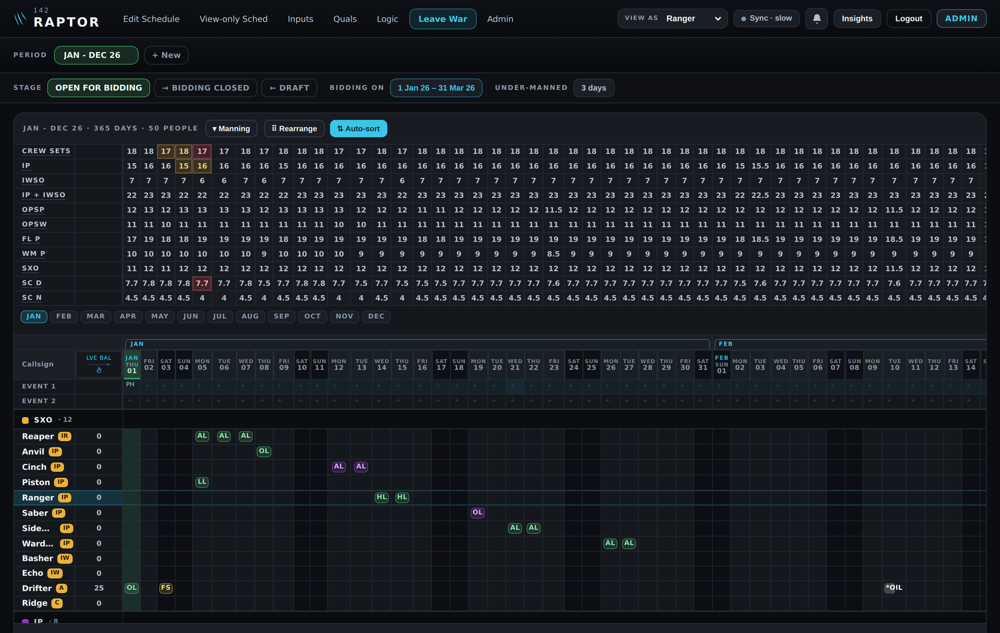 142
RAPTOR
Edit Schedule View-only Sched Inputs Quals Logic Leave War Admin VIEW AS Ranger Sync · slow Insights Logout ADMIN
PERIOD JAN - DEC 26 + New
STAGE OPEN FOR BIDDING → BIDDING CLOSED ← DRAFT BIDDING ON 1 Jan 26 – 31 Mar 26 UNDER-MANNED 3 days
JAN - DEC 26 · 365 DAYS · 50 PEOPLE ▾ Manning ⠿ Rearrange ⇅ Auto-sort
CREW SETS 18 18 17 18 17 17 18 17 18 18 18 17 17 18 17 18 18 18 18 18 18 18 18 18 18 18 18 18 18 18 18 18 18 18 18 18 18 18 18 18 18 18 18 18 18
IP 15 16 16 15 16 16 16 16 15 16 16 16 16 16 16 16 16 16 16 16 16 16 16 16 16 16 16 16 16 16 16 16 15 15.5 16 16 16 16 16 16 16 16 16 16 16
IWSO 7 7 7 7 6 6 7 6 7 7 7 7 7 7 6 7 7 7 7 7 7 7 7 7 7 7 7 7 7 7 7 7 7 7 7 7 7 7 7 7 7 7 7 7 7
IP + IWSO 22 23 23 22 22 22 23 22 22 23 23 23 23 23 22 23 23 23 23 23 23 23 23 23 23 23 23 23 23 23 23 23 22 22.5 23 23 23 23 23 23 23 23 23 23 23
OPSP 12 13 12 13 13 13 13 12 13 13 13 13 12 12 12 11 11 12 12 12 12 12 11.5 12 12 12 12 12 12 12 12 12 12 12 12 12 12 12 12 12 11.5 12 12 12 12
OPSW 11 11 10 11 11 11 11 11 11 11 11 10 10 11 11 11 11 11 11 11 11 11 11 11 11 11 11 11 11 11 11 11 11 11 11 11 11 11 11 11 11 11 11 11 11
FL P 17 19 18 18 19 19 19 19 18 19 19 19 19 19 19 18 18 19 19 19 19 19 19 19 19 19 19 19 19 19 19 19 18 18.5 19 19 19 19 19 19 18.5 19 19 19 19
WM P 10 10 10 10 10 10 10 9 10 10 10 10 9 9 9 9 9 9 9 9 9 9 8.5 9 9 9 9 9 9 9 9 9 9 9 9 9 9 9 9 9 9 9 9 9 9
SXO 11 12 11 12 12 12 12 12 12 12 12 12 12 12 12 12 12 12 12 12 12 12 12 12 12 12 12 12 12 12 12 12 12 12 12 12 12 12 12 12 11.5 12 12 12 12
SC D 7.7 7.8 7.8 7.8 7.7 7.7 7.8 7.5 7.7 7.8 7.8 7.7 7.5 7.7 7.5 7.5 7.5 7.7 7.7 7.7 7.7 7.7 7.6 7.7 7.7 7.7 7.7 7.7 7.7 7.7 7.7 7.7 7.5 7.6 7.7 7.7 7.7 7.7 7.7 7.7 7.6 7.7 7.7 7.7 7.7
SC N 4.5 4.5 4.5 4.5 4 4 4.5 4 4.5 4.5 4.5 4 4 4.5 4 4.5 4.5 4.5 4.5 4.5 4.5 4.5 4.5 4.5 4.5 4.5 4.5 4.5 4.5 4.5 4.5 4.5 4.5 4.5 4.5 4.5 4.5 4.5 4.5 4.5 4.5 4.5 4.5 4.5 4.5
JAN FEB MAR APR MAY JUN JUL AUG SEP OCT NOV DEC
JAN FEB
Callsign LVE BAL
JAN FEB
THU FRI SAT SUN MON TUE WED THU FRI SAT SUN MON TUE WED THU FRI SAT SUN MON TUE WED THU FRI SAT SUN MON TUE WED THU FRI SAT SUN MON TUE WED THU FRI SAT SUN MON TUE WED THU FRI SAT
01 02 03 04 05 06 07 08 09 10 11 12 13 14 15 16 17 18 19 20 21 22 23 24 25 26 27 28 29 30 31 01 02 03 04 05 06 07 08 09 10 11 12 13 14
EVENT 1 PH + + + + + + + + + + + + + + + + + + + + + + + + + + + + + + + + + + + + + + + + + + + +
EVENT 2 + + + + + + + + + + + + + + + + + + + + + + + + + + + + + + + + + + + + + + + + + + + + +
SXO · 12
Reaper IR 0 AL AL AL
Anvil IP 0 OL
Cinch IP 0 AL AL
Piston IP 0 LL
Ranger IP 0 HL HL
Saber IP 0 OL
Side... IP 0 AL AL
Ward... IP 0 AL AL
Basher IW 0
Echo IW 0
Drifter A 25 OL FS *OIL
Ridge C 0
IP · 8